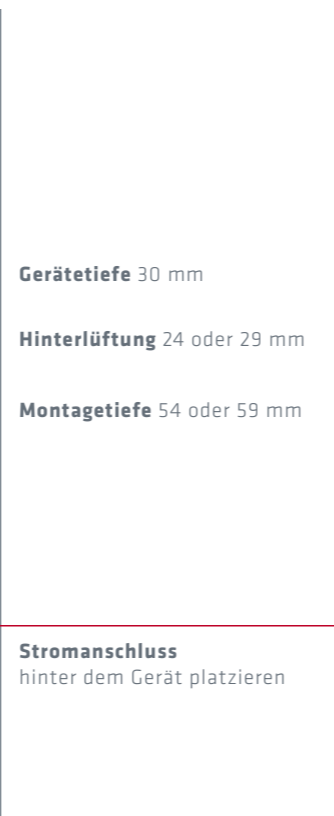 Gerätetiefe 30 mm
Hinterlüftung 24 oder 29 mm
Montagetiefe 54 oder 59 mm
Stromanschluss
hinter dem Gerät platzieren